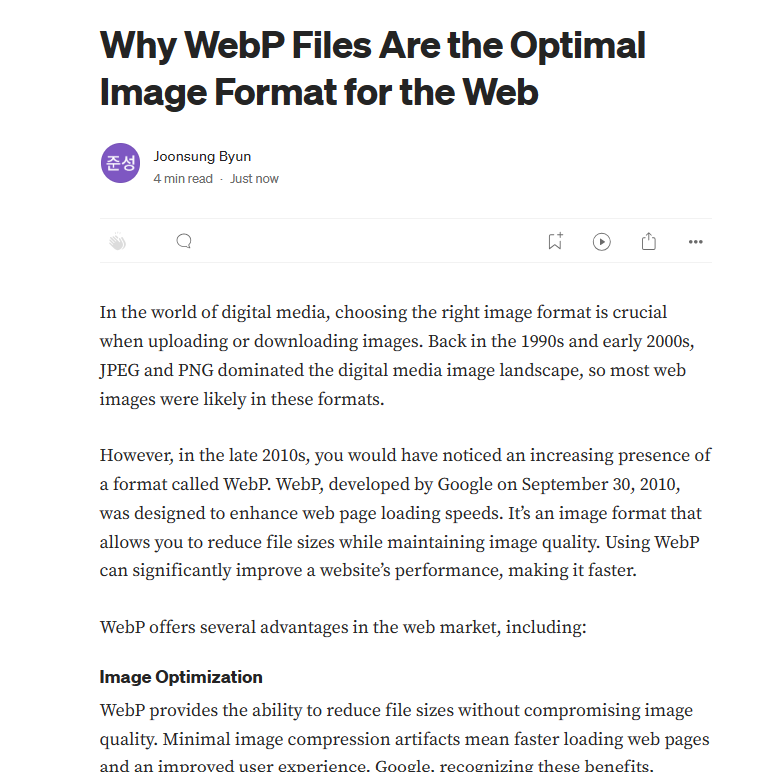 Why WebP Files Are the Optimal
Image Format for the Web
준성
Joonsung Byun
4 min read · Just now
In the world of digital media, choosing the right image format is crucial
when uploading or downloading images. Back in the 1990s and early 2000s,
JPEG and PNG dominated the digital media image landscape, so most web
images were likely in these formats.
However, in the late 2010s, you would have noticed an increasing presence of
a format called WebP. WebP, developed by Google on September 30, 2010,
was designed to enhance web page loading speeds. It’s an image format that
allows you to reduce file sizes while maintaining image quality. Using WebP
can significantly improve a website’s performance, making it faster.
WebP offers several advantages in the web market, including:
Image Optimization
WebP provides the ability to reduce file sizes without compromising image
quality. Minimal image compression artifacts mean faster loading web pages
and an improved user experience. Google, recognizing these benefits,